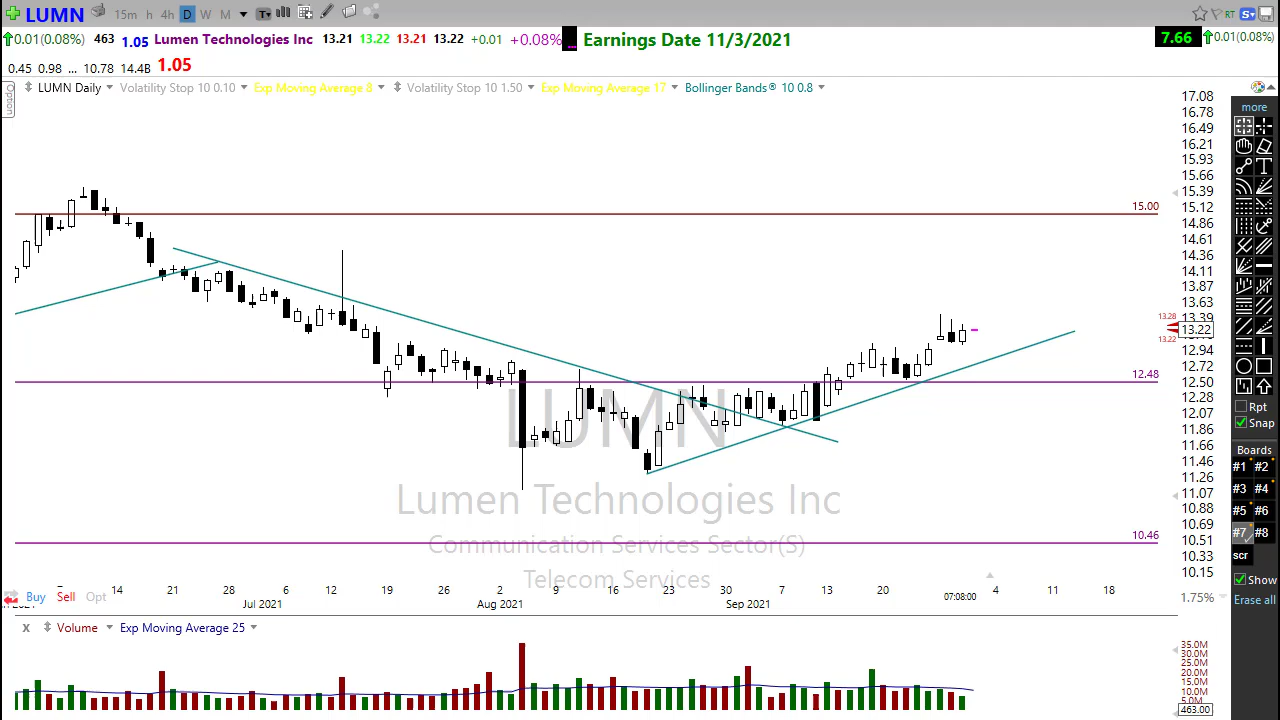 LUMN 15m h 4h D W M T RT S
0.01(0.08%) 463 1.05 Lumen Technologies Inc 13.21 13.22 13.21 13.22 +0.01 +0.08% ... Earnings Date 11/3/2021 7.66 0.01(0.08%)
0.45 0.98 ... 10.78 14.4B 1.05
Option
LUMN Daily Volatility Stop 10 0.10 Exp Moving Average 8 Volatility Stop 10 1.50 Exp Moving Average 17 Bollinger Bands® 10 0.8
17.08
16.78
16.49
16.21
15.93
15.66
15.39
15.12
14.86
14.61
14.36
14.11
13.87
13.63
13.39
13.22
12.94
12.72
12.50
12.28
12.07
11.86
11.66
11.46
11.26
11.07
10.88
10.69
10.51
10.33
10.15
15.00
13.28
13.22
12.48
10.46
LUMN
Lumen Technologies Inc
Communication Services Sector(S)
Telecom Services
more
T
Rpt
Snap
Boards
#1 #2
#3 #4
#5 #6
#7 #8
scr
Show
Erase all
7 14 21 28 6 12 19 26 2 9 16 23 30 7 13 20 07:08:00 4 11 18
Buy Sell Opt 1.75%
Jul 2021 Aug 2021 Sep 2021
X Volume Exp Moving Average 25
35.0M
30.0M
25.0M
20.0M
15.0M
10.0M
463.00